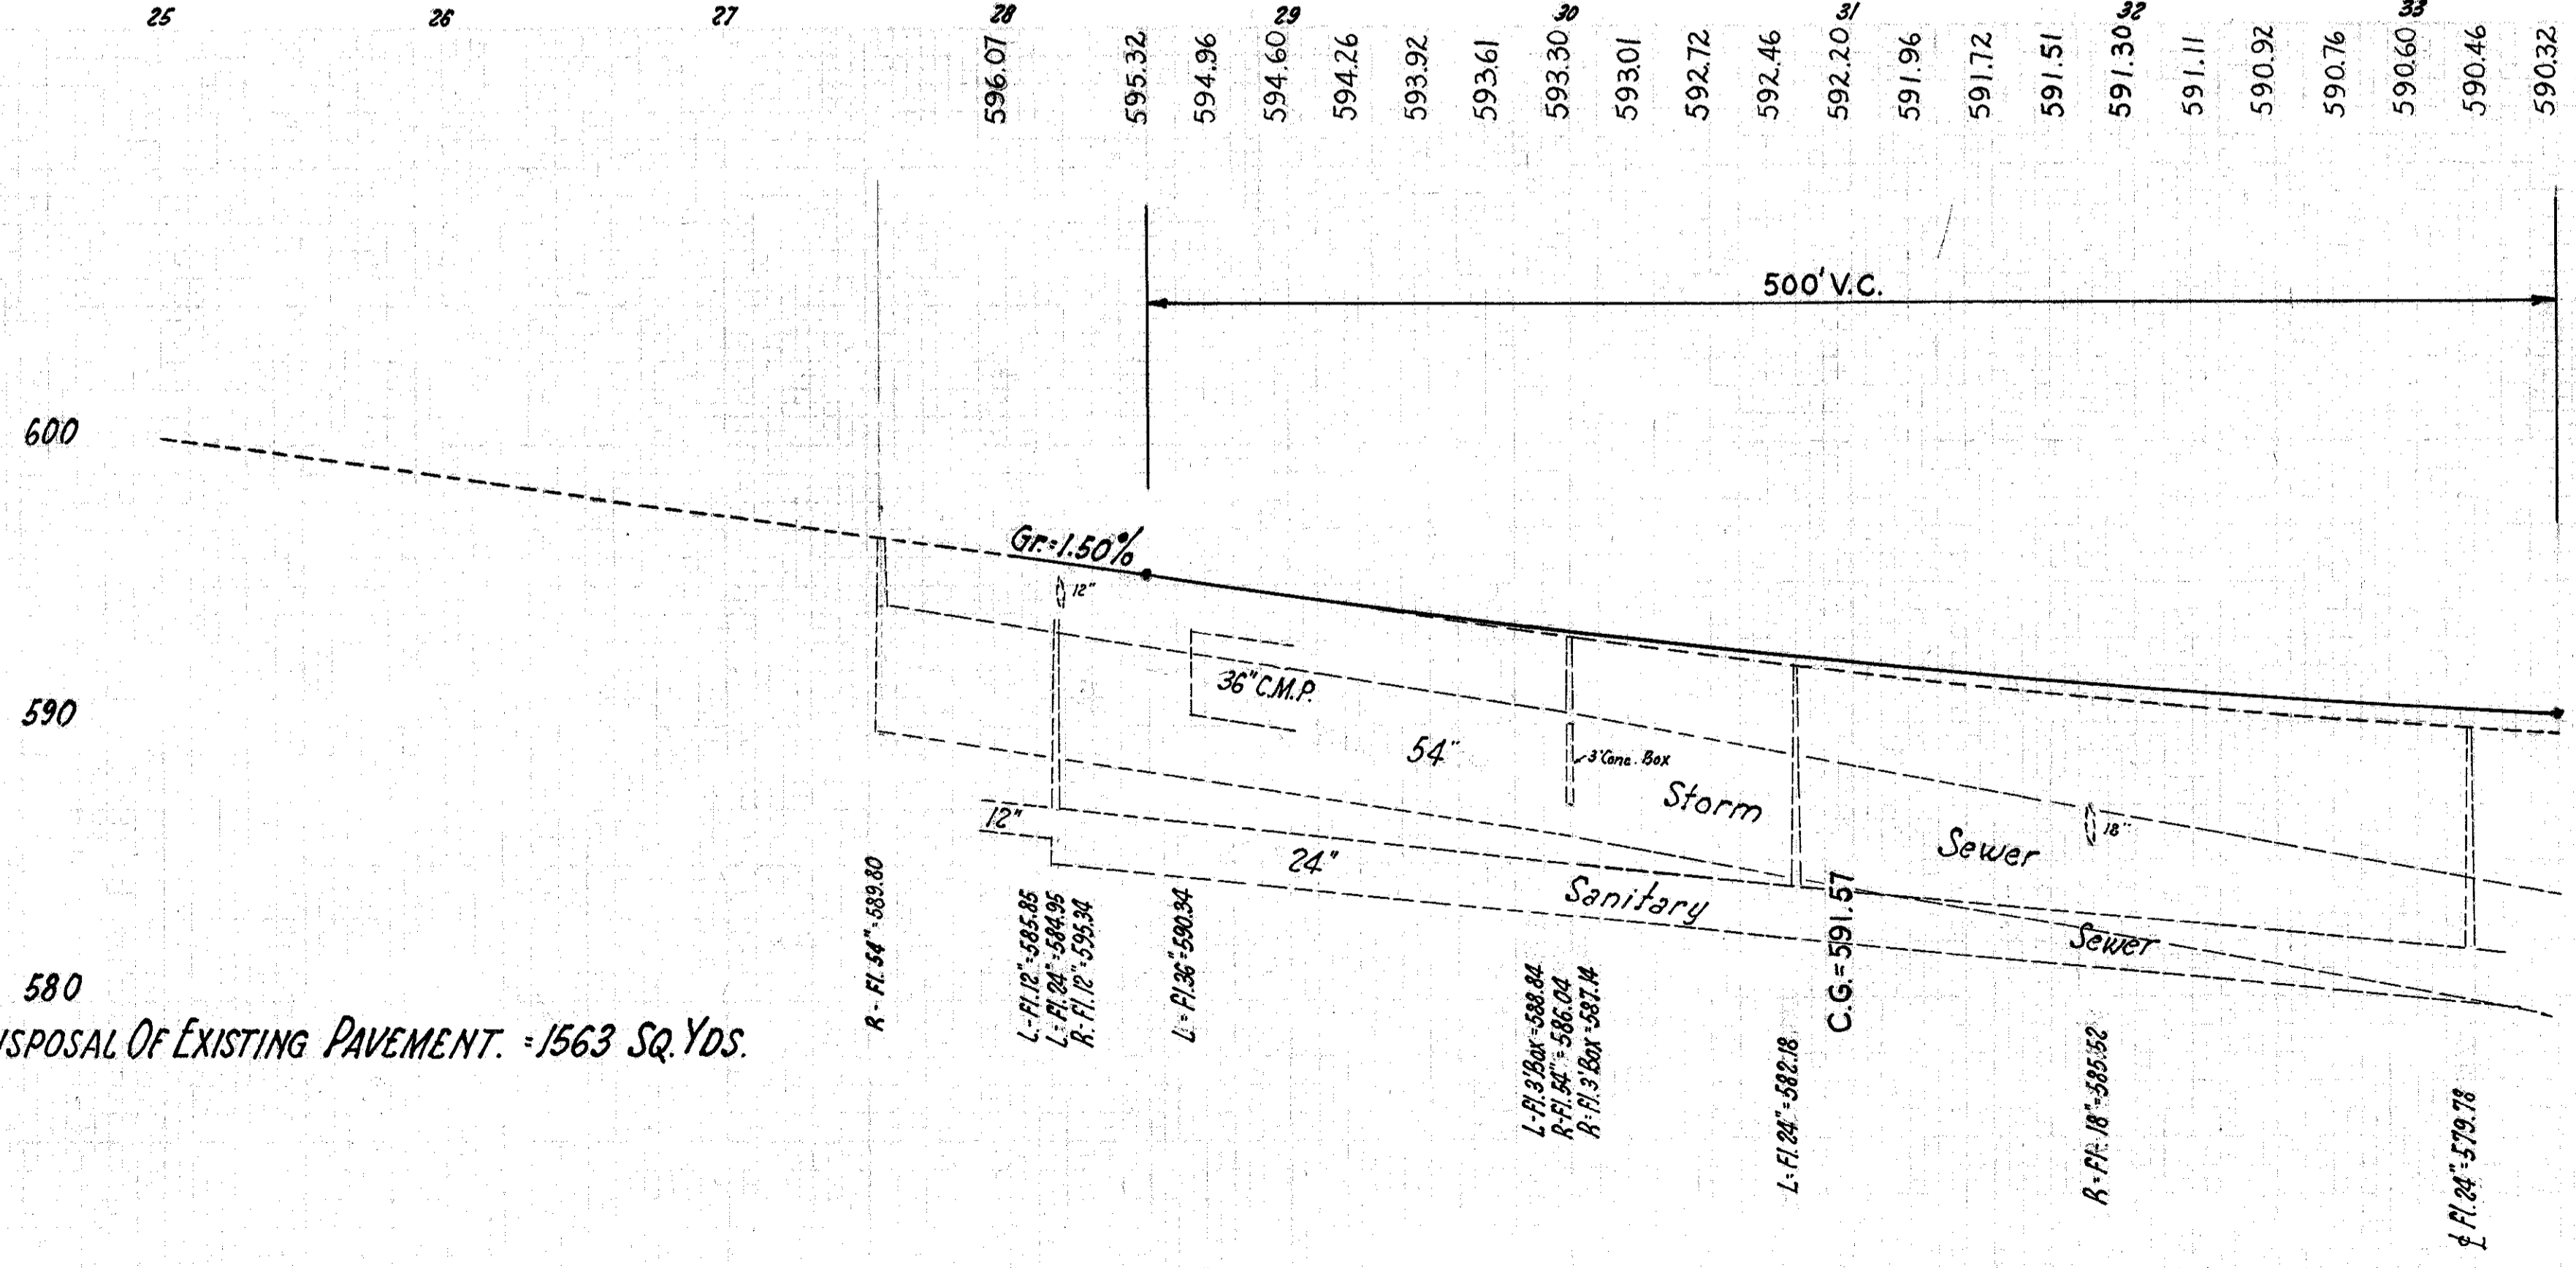 25 26 27 28 29 30 31 32 33
596.07
595.32
594.96
594.60
594.26
593.92
593.61
593.30
593.01
592.72
592.46
592.20
591.96
591.72
591.51
591.30
591.11
590.92
590.76
590.60
590.46
590.32
500' V.C.
600
Gr.=1.50%
12"
590
36" C.M.P.
54"
3' Conc. Box
Storm
Sewer
18"
12"
24"
Sanitary
Sewer
580
R- Fl. 54"=589.80
L-Fl. 12"=585.85
L-Fl. 24"=584.95
R-Fl. 12"=595.34
L=Fl. 36"=590.34
L-Fl. 3' Box=588.84
R-Fl. 54"=586.04
R-Fl. 3' Box=587.14
L=Fl. 24"=582.18
C.G.=591.57
R=Fl. 18"=585.52
℄ Fl. 24"=579.78
ISPOSAL OF EXISTING PAVEMENT. =1563 SQ. YDS.